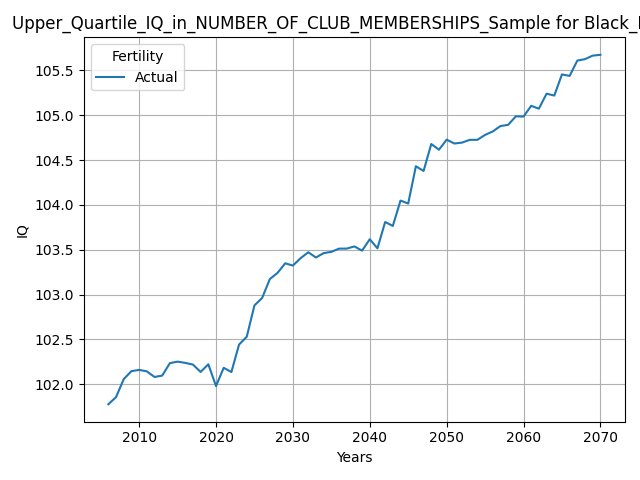 Upper_Quartile_IQ_in_NUMBER_OF_CLUB_MEMBERSHIPS_Sample for Black_
Fertility
Actual
105.5
105.0
104.5
104.0
103.5
103.0
102.5
102.0
IQ
2010 2020 2030 2040 2050 2060 2070
Years